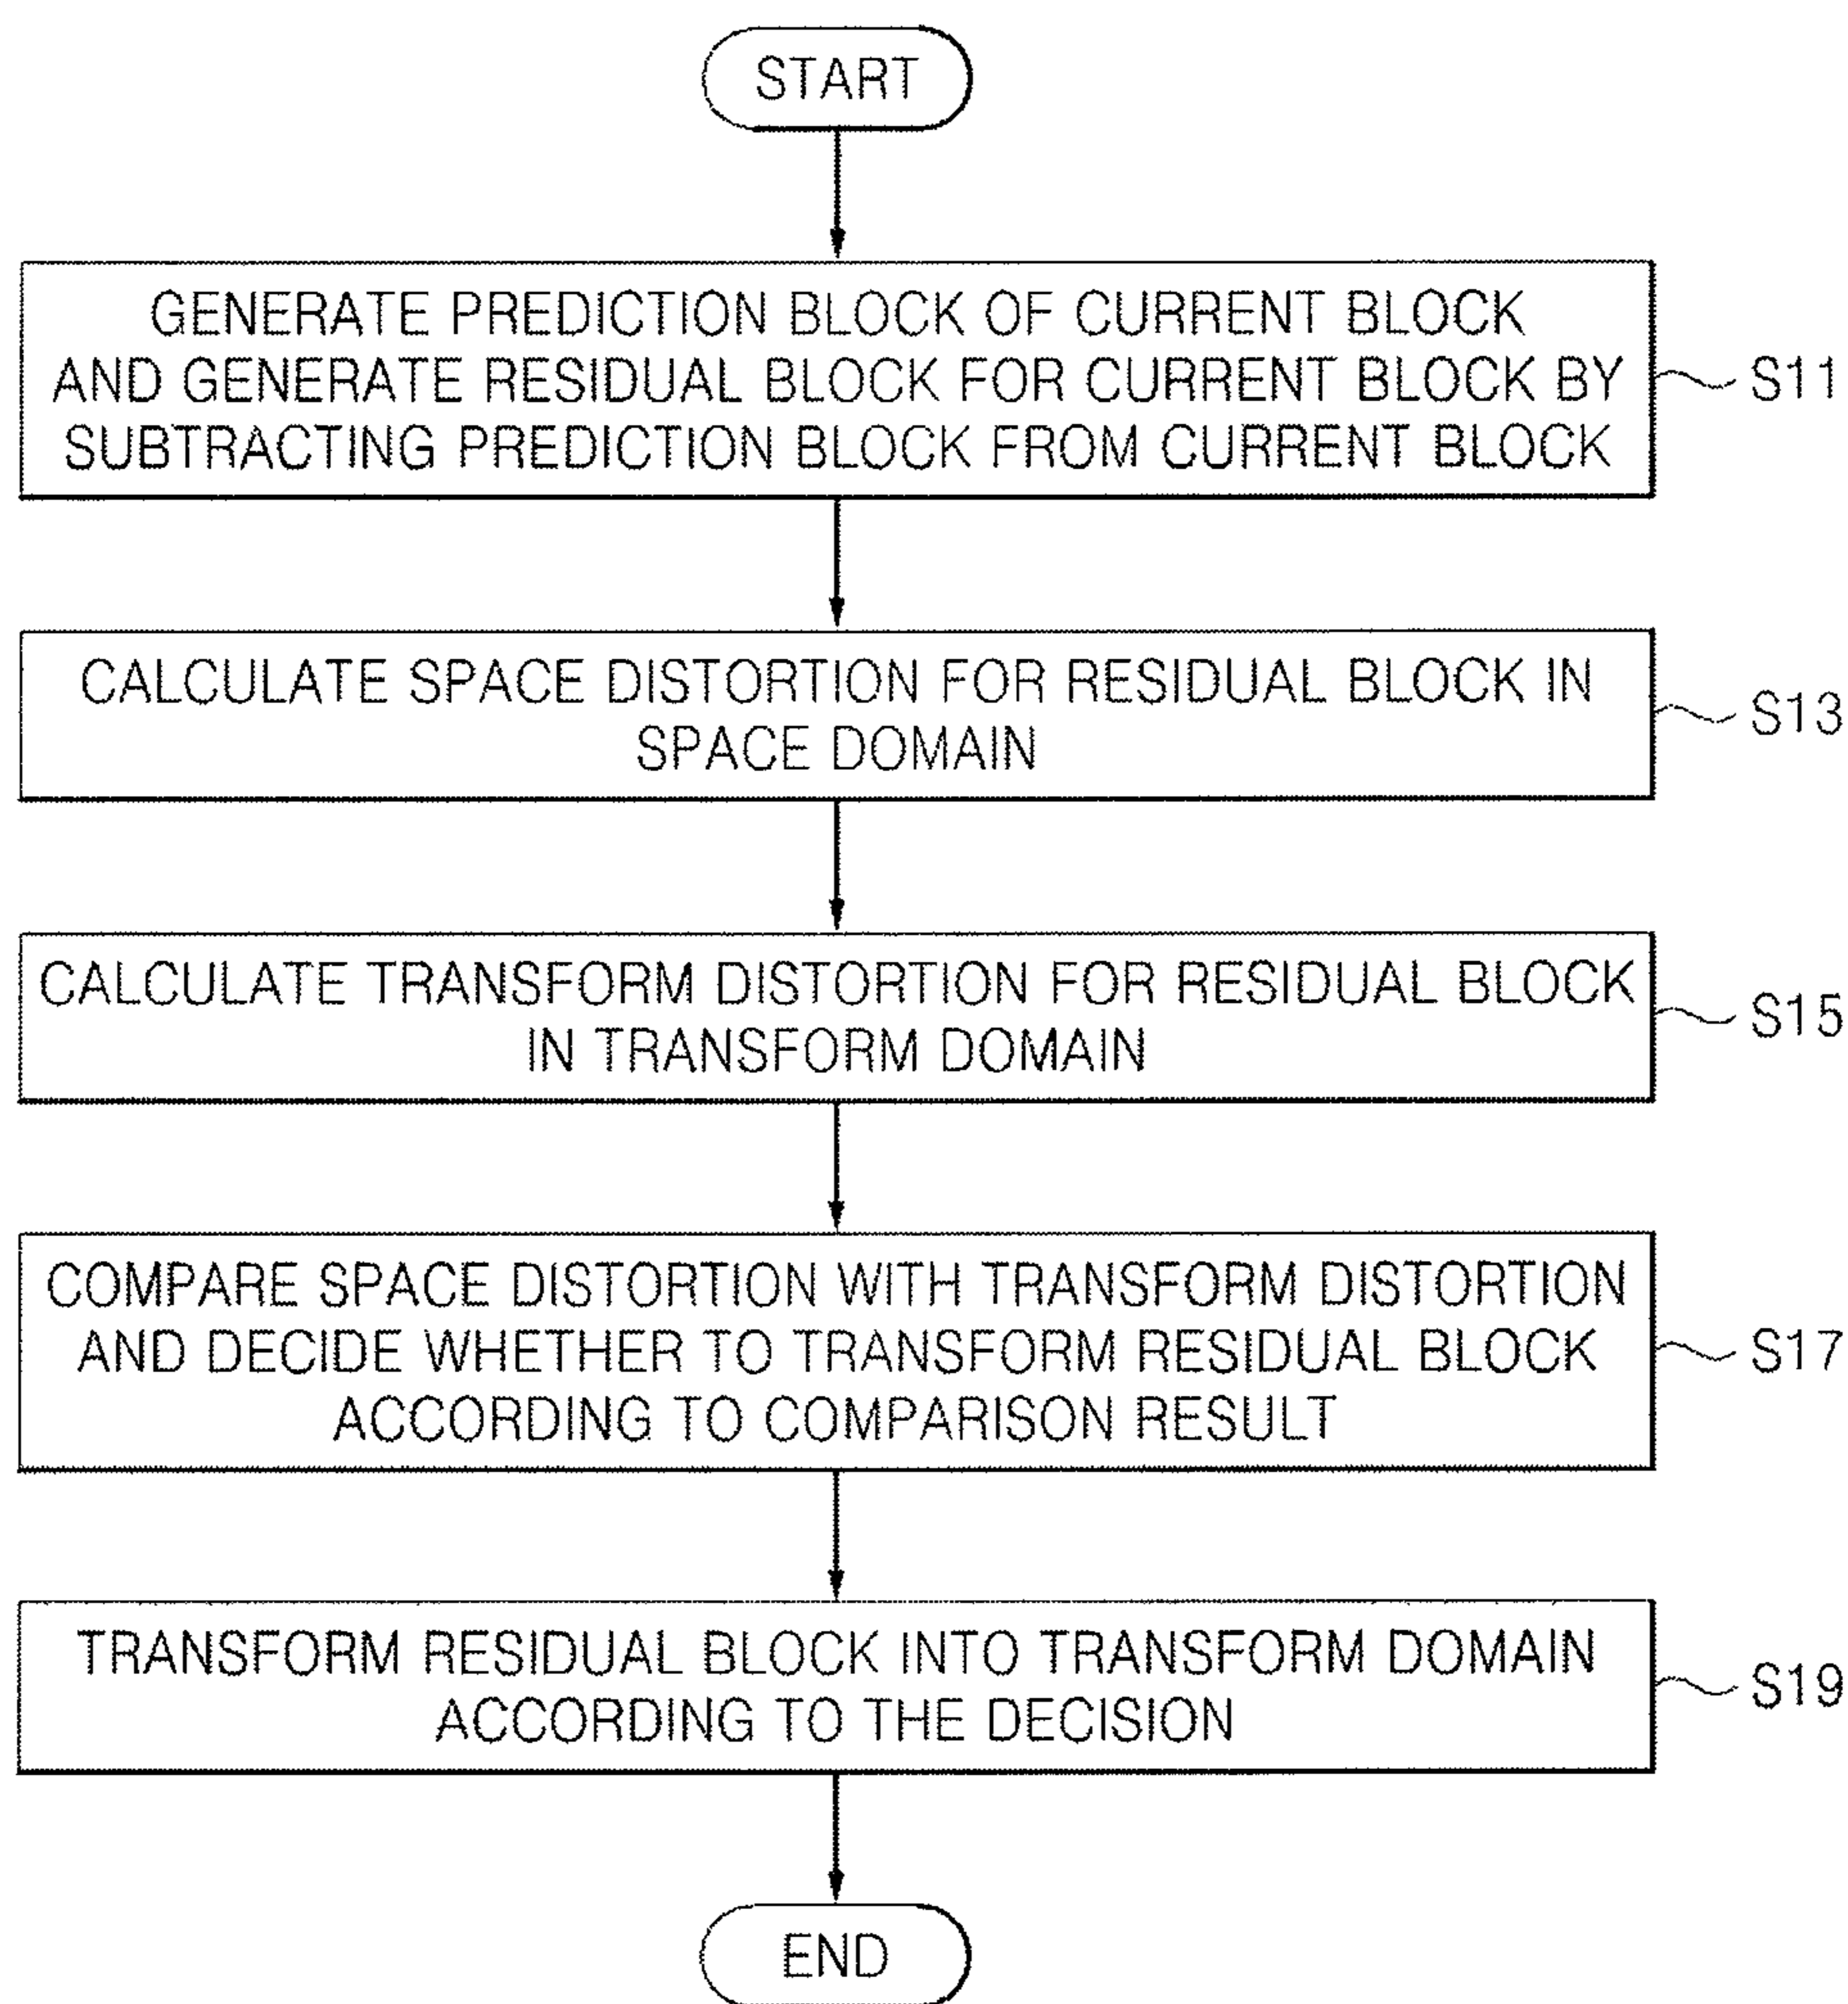 START
GENERATE PREDICTION BLOCK OF CURRENT BLOCK
AND GENERATE RESIDUAL BLOCK FOR CURRENT BLOCK BY
SUBTRACTING PREDICTION BLOCK FROM CURRENT BLOCK
S11
CALCULATE SPACE DISTORTION FOR RESIDUAL BLOCK IN
SPACE DOMAIN
S13
CALCULATE TRANSFORM DISTORTION FOR RESIDUAL BLOCK
IN TRANSFORM DOMAIN
S15
COMPARE SPACE DISTORTION WITH TRANSFORM DISTORTION
AND DECIDE WHETHER TO TRANSFORM RESIDUAL BLOCK
ACCORDING TO COMPARISON RESULT
S17
TRANSFORM RESIDUAL BLOCK INTO TRANSFORM DOMAIN
ACCORDING TO THE DECISION
S19
END